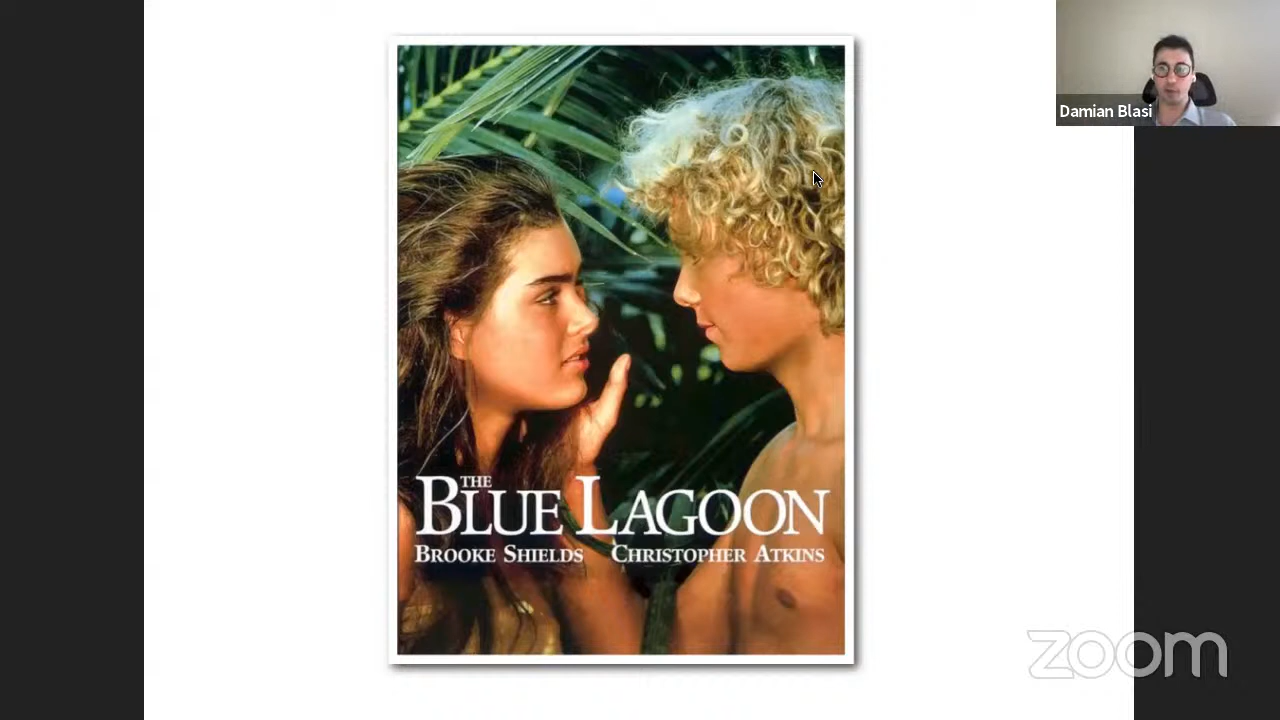 THE
BLUE LAGOON
BROOKE SHIELDS CHRISTOPHER ATKINS
Damian Blasi
zoom